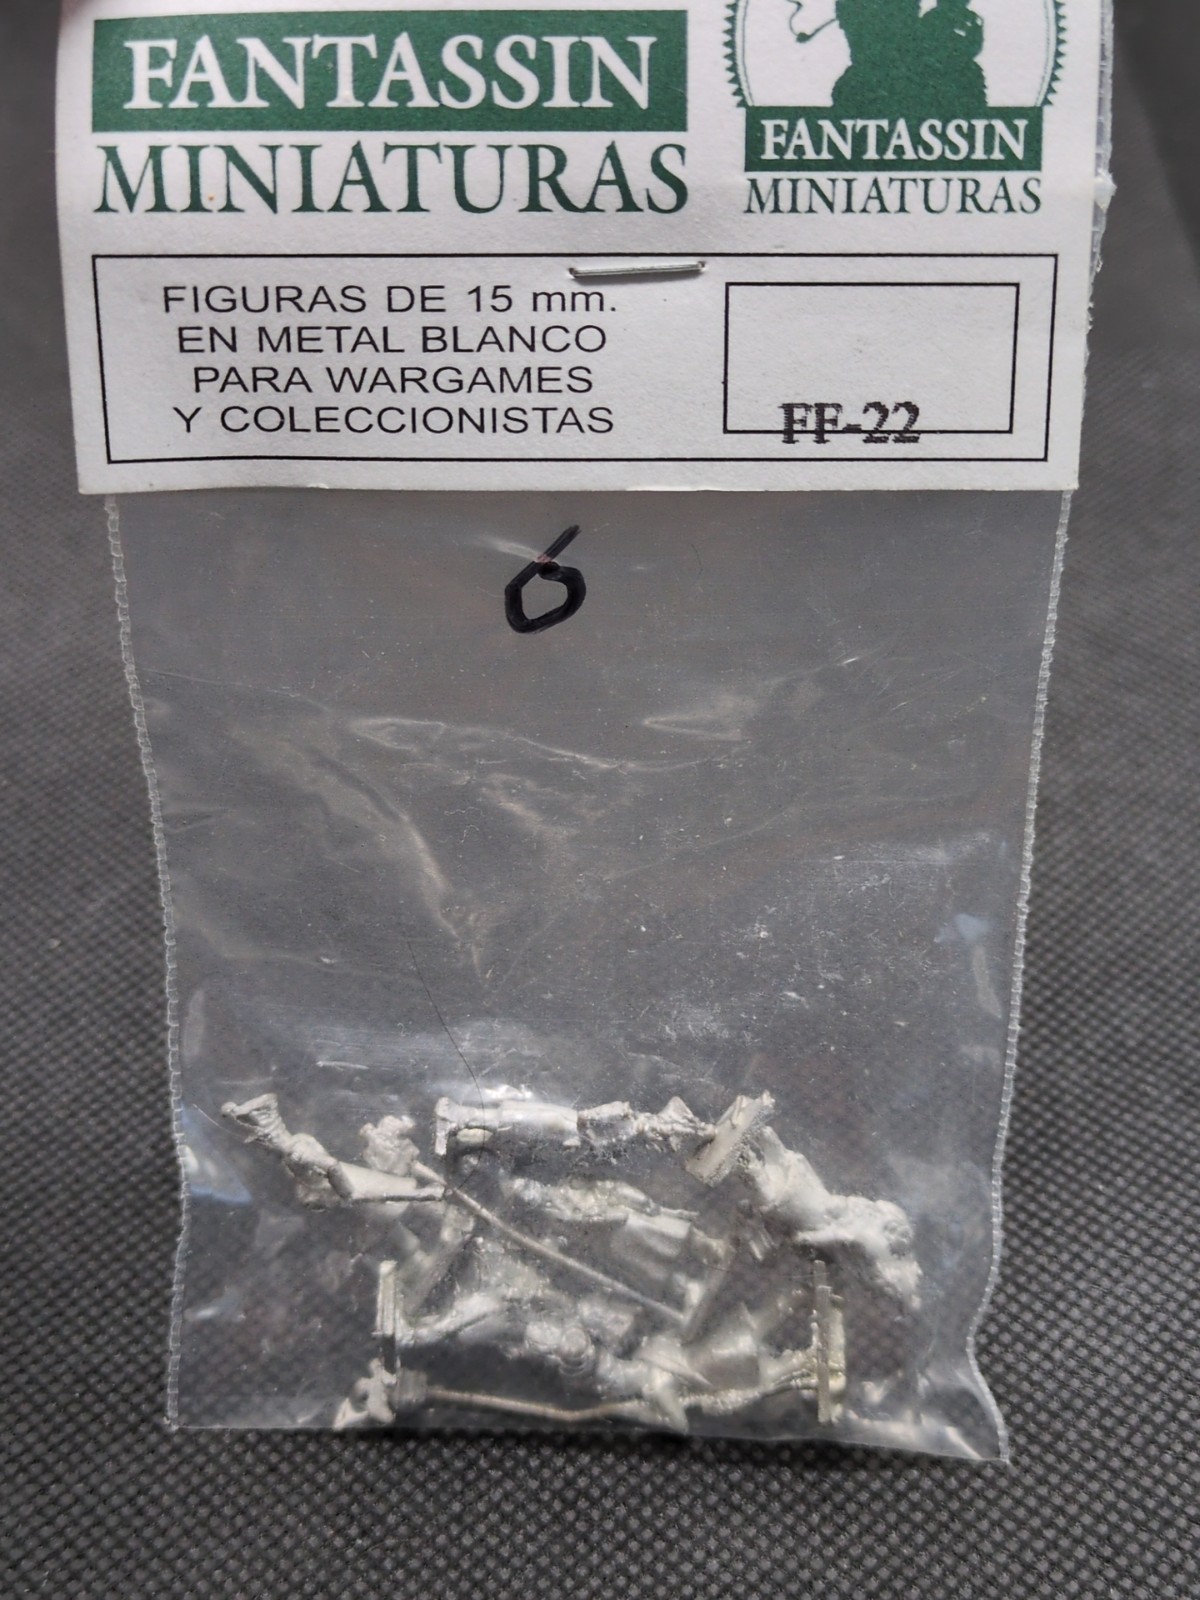 FANTASSIN
MINIATURAS
FANTASSIN
MINIATURAS
FIGURAS DE 15 mm.
EN METAL BLANCO
PARA WARGAMES
Y COLECCIONISTAS
FF-22
6